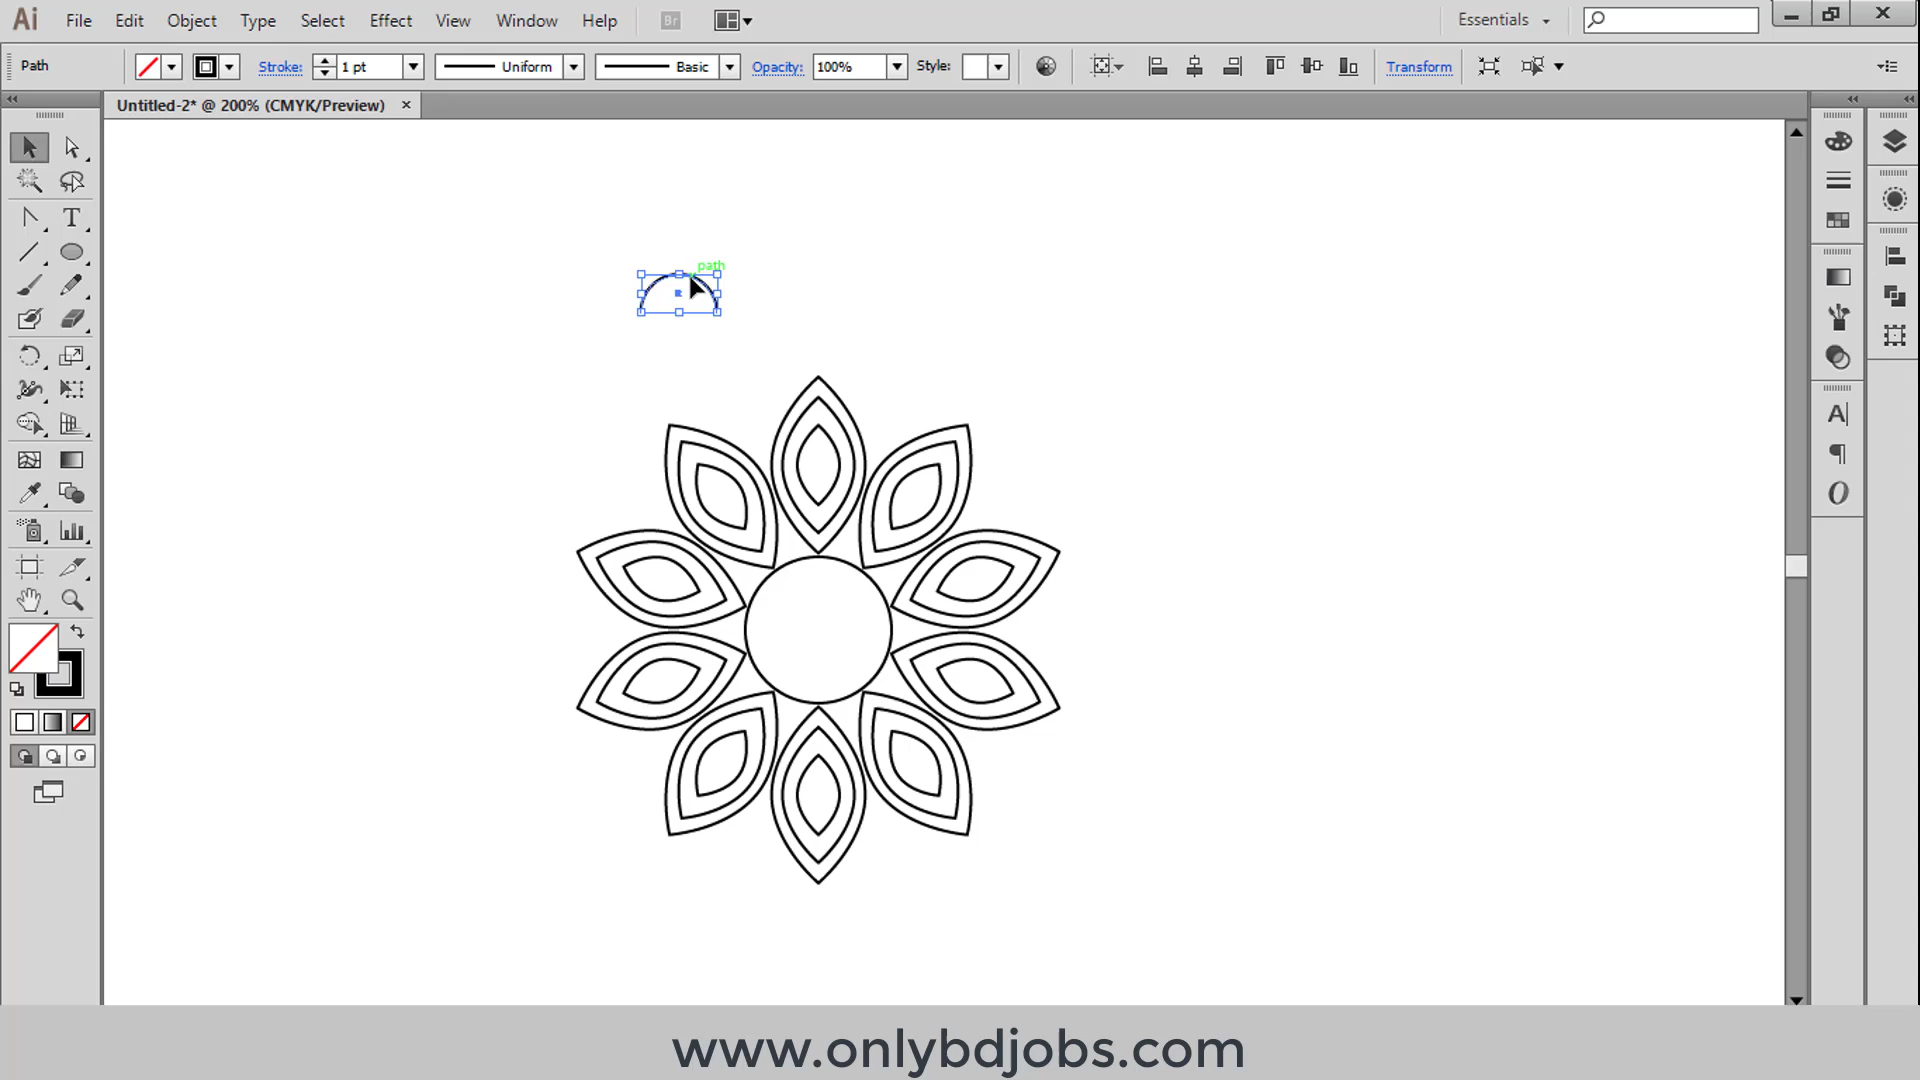 Ai File Edit Object Type Select Effect View Window Help Br Essentials
Path Stroke: 1 pt Uniform Basic Opacity: 100% Style: Transform
Untitled-2* @ 200% (CMYK/Preview) ×
path
www.onlybdjobs.com